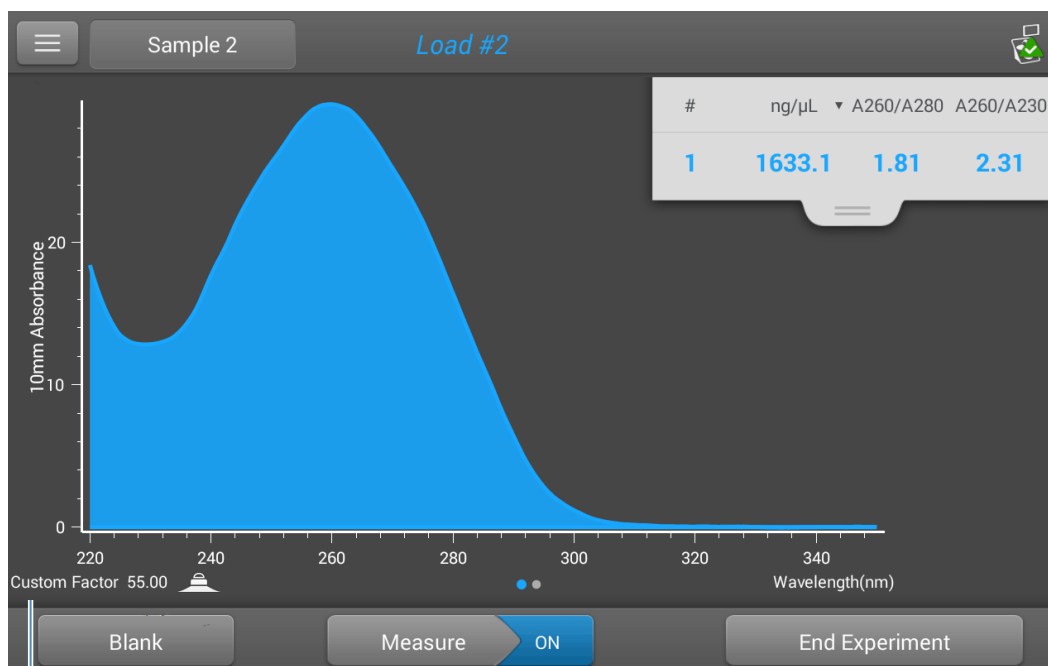 Sample 2
Load #2
# ng/µL ▾ A260/A280 A260/A230
1 1633.1 1.81 2.31
10mm Absorbance
20
10
0
220 240 260 280 300 320 340
Custom Factor 55.00
Wavelength(nm)
Blank
Measure
ON
End Experiment